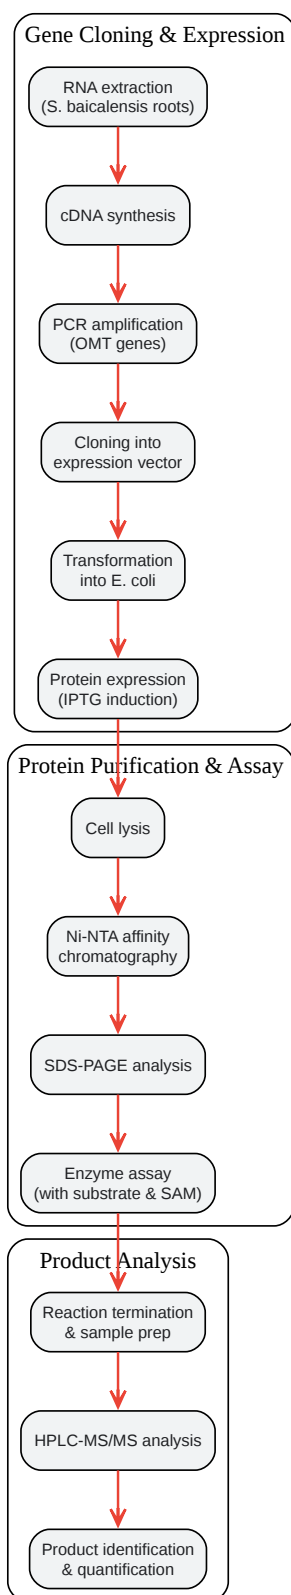 Gene Cloning & Expression
RNA extraction
(S. baicalensis roots)
cDNA synthesis
PCR amplification
(OMT genes)
Cloning into
expression vector
Transformation
into E. coli
Protein expression
(IPTG induction)
Protein Purification & Assay
Cell lysis
Ni-NTA affinity
chromatography
SDS-PAGE analysis
Enzyme assay
(with substrate & SAM)
Product Analysis
Reaction termination
& sample prep
HPLC-MS/MS analysis
Product identification
& quantification